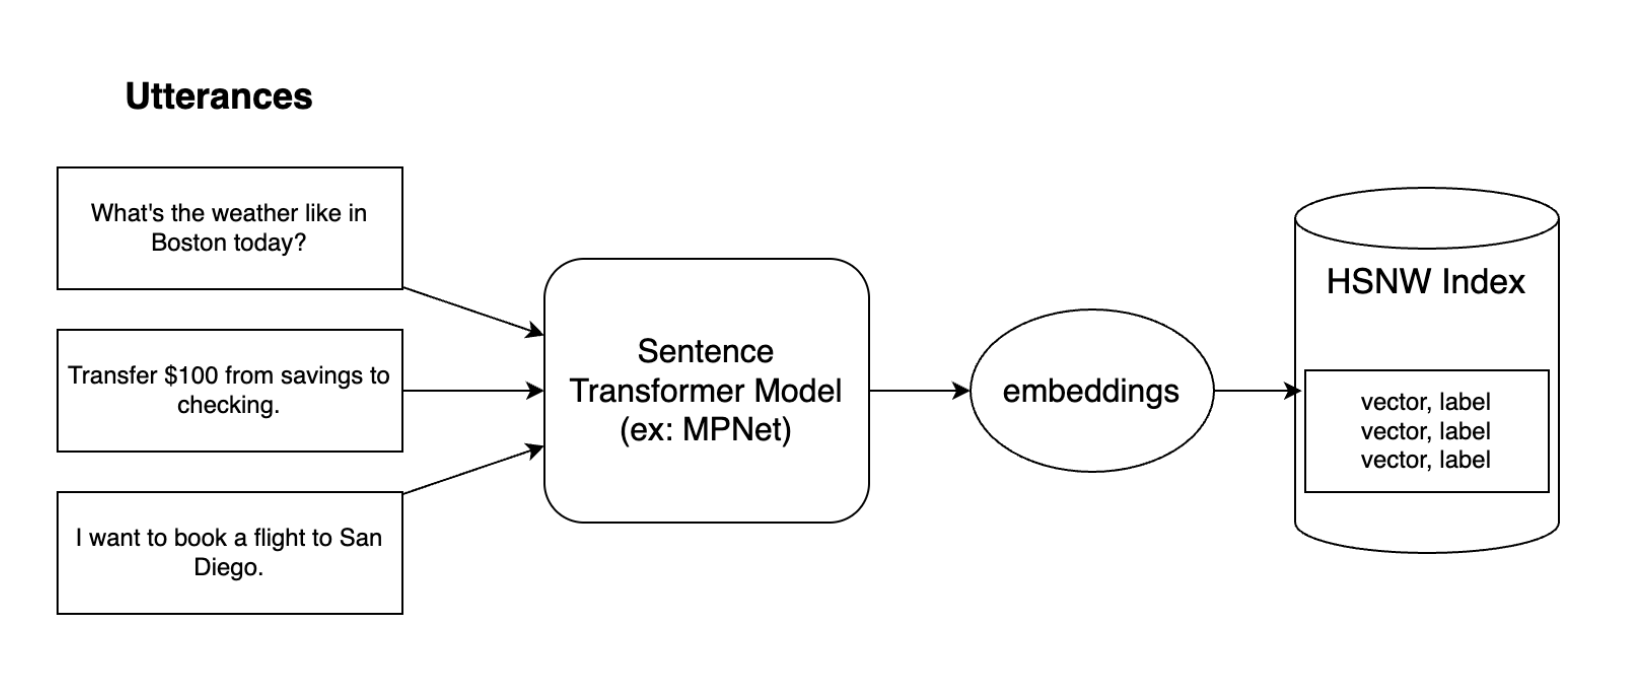 Utterances
What's the weather like in
Boston today?
Transfer $100 from savings to
checking.
I want to book a flight to San
Diego.
Sentence
Transformer Model
(ex: MPNet)
embeddings
HSNW Index
vector, label
vector, label
vector, label